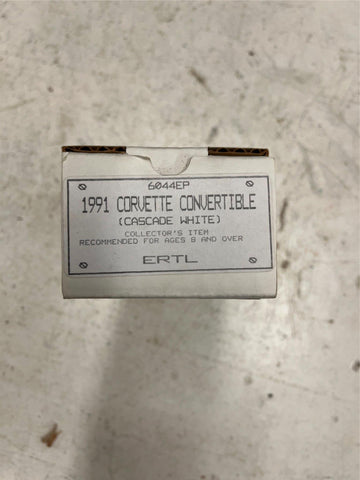 6044EP
1991 CORVETTE CONVERTIBLE
(CASCADE WHITE)
COLLECTOR'S ITEM
RECOMMENDED FOR AGES 8 AND OVER
ERTL